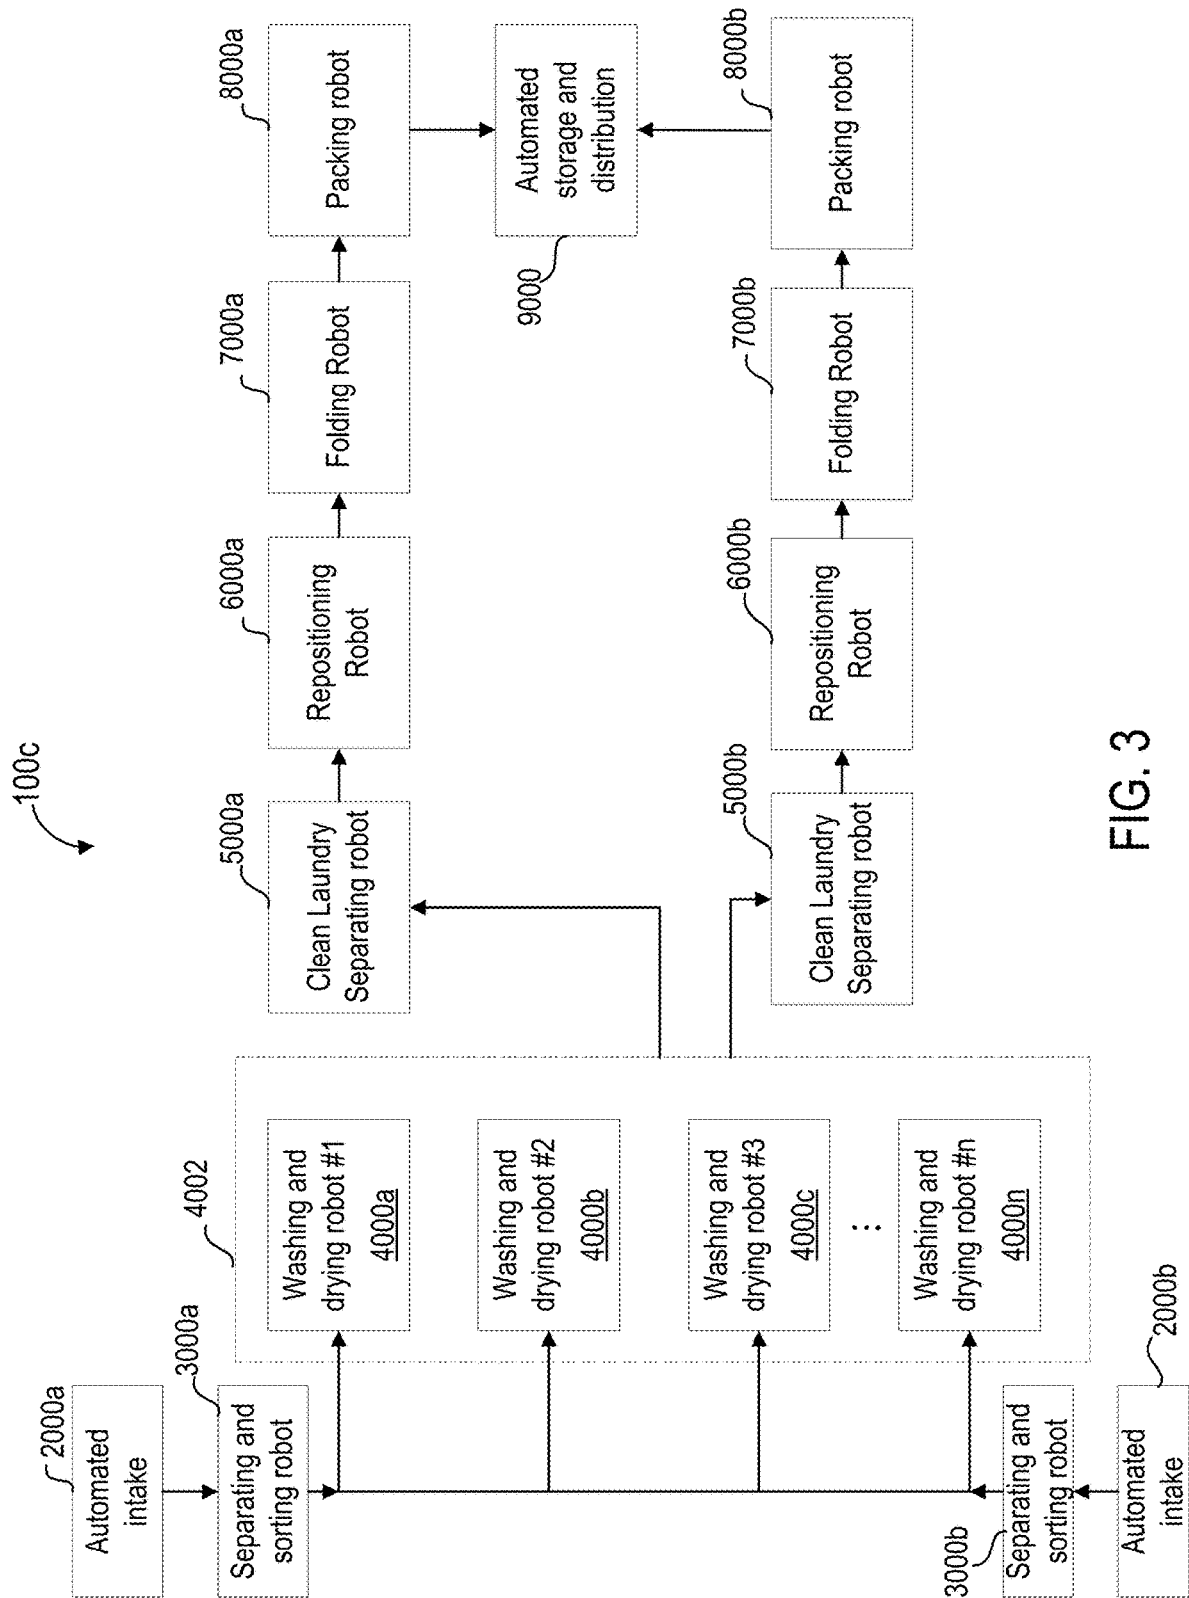 100c
2000a
Automated
intake
3000a
Separating and
sorting robot
4002
Washing and
drying robot #1
4000a
Washing and
drying robot #2
4000b
Washing and
drying robot #3
4000c
Washing and
drying robot #n
4000n
3000b
Separating and
sorting robot
2000b
Automated
intake
5000a
Clean Laundry
Separating robot
6000a
Repositioning
Robot
7000a
Folding Robot
8000a
Packing robot
5000b
Clean Laundry
Separating robot
6000b
Repositioning
Robot
7000b
Folding Robot
8000b
Packing robot
9000
Automated
storage and
distribution
FIG. 3